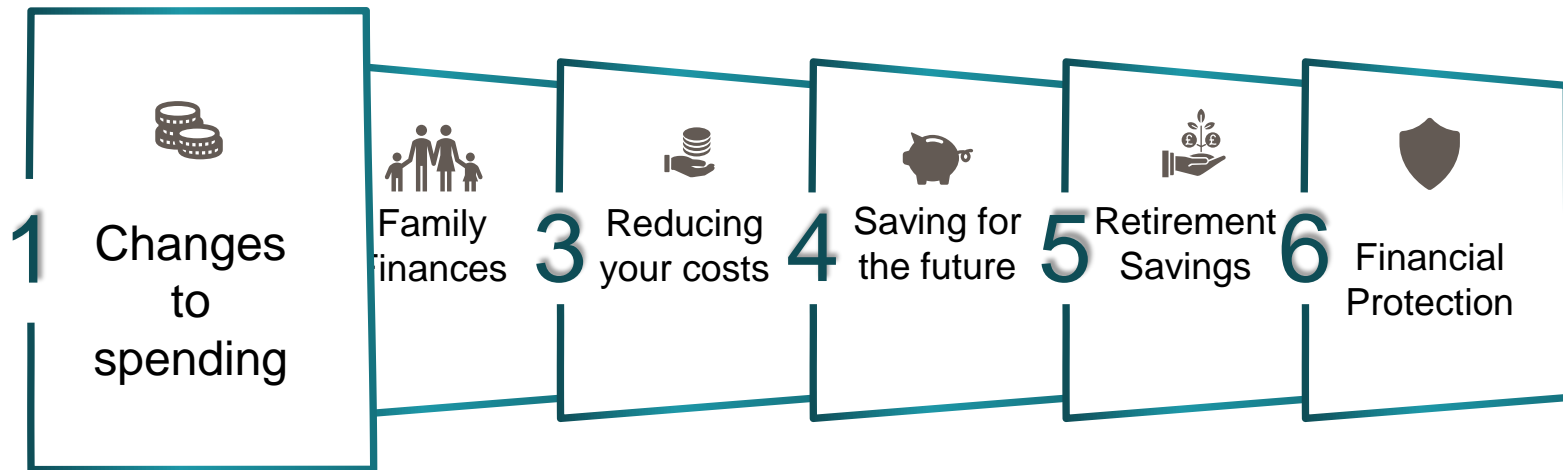 1
Changes
to
spending
Family
Finances
3
Reducing
your costs
4
Saving for
the future
5
£ £
Retirement
Savings
6
Financial
Protection